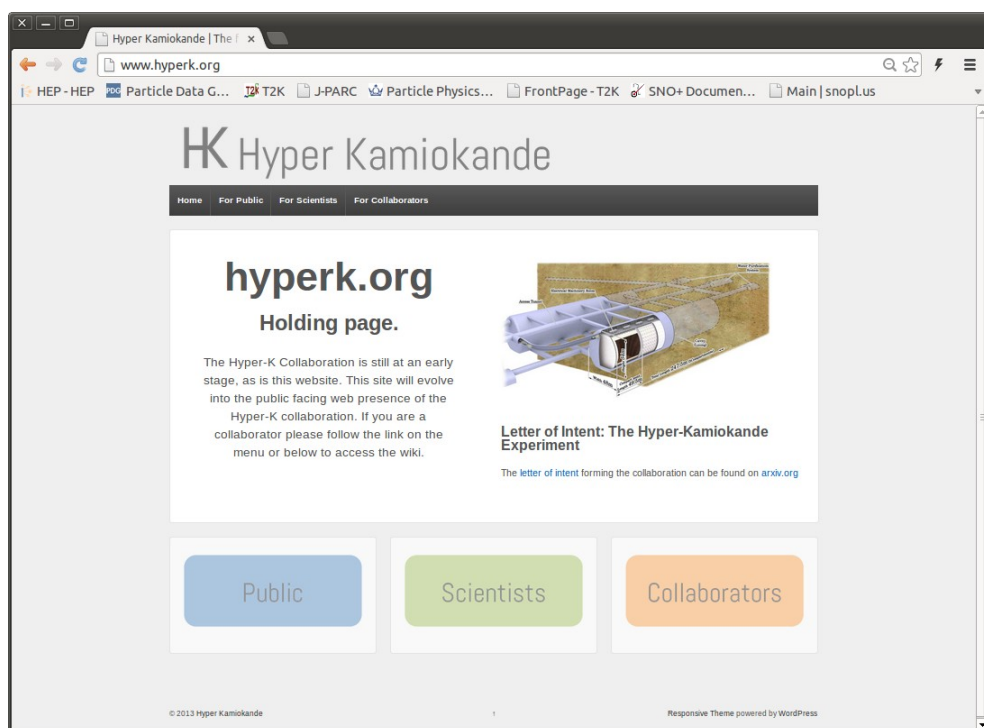 Hyper Kamiokande | The
www.hyperk.org
HEP - HEP PDG Particle Data G... T2K T2K J-PARC Particle Physics... FrontPage - T2K SNO+ Documen... Main | snopl.us
HK Hyper Kamiokande
Home For Public For Scientists For Collaborators
hyperk.org
Holding page.
The Hyper-K Collaboration is still at an early
stage, as is this website. This site will evolve
into the public facing web presence of the
Hyper-K collaboration. If you are a
collaborator please follow the link on the
menu or below to access the wiki.
Access Tunnel
Letter of Intent: The Hyper-Kamiokande
Experiment
The letter of intent forming the collaboration can be found on arxiv.org
Public
Scientists
Collaborators
© 2013 Hyper Kamiokande
↑
Responsive Theme powered by WordPress